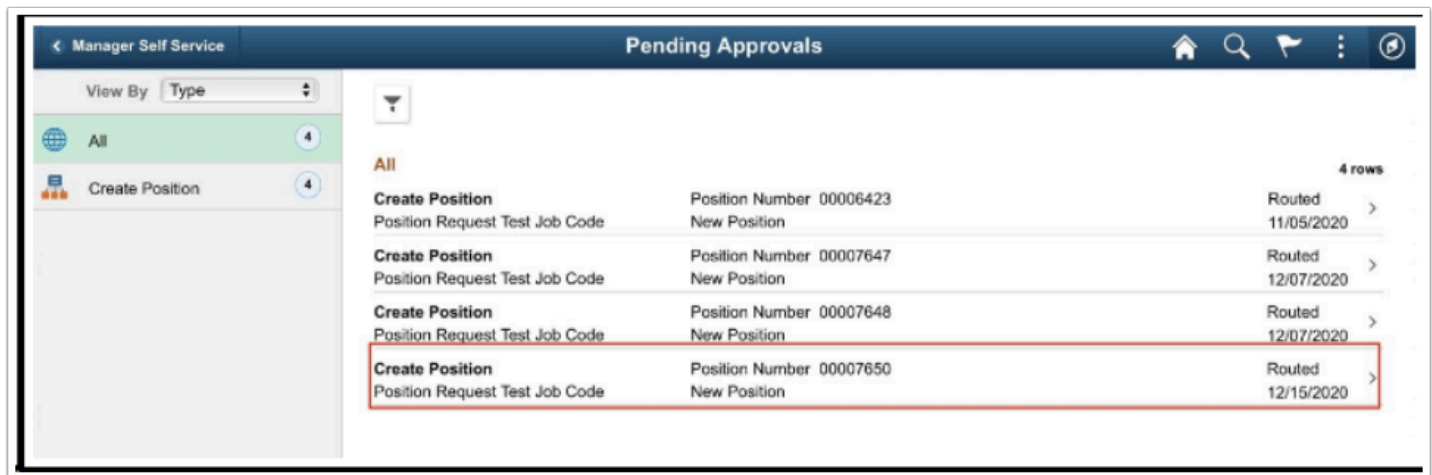 Manager Self Service
Pending Approvals
View By Type
All 4
Create Position 4
All
4 rows
Create Position Position Number 00006423 Routed
Position Request Test Job Code New Position 11/05/2020
Create Position Position Number 00007647 Routed
Position Request Test Job Code New Position 12/07/2020
Create Position Position Number 00007648 Routed
Position Request Test Job Code New Position 12/07/2020
Create Position Position Number 00007650 Routed
Position Request Test Job Code New Position 12/15/2020